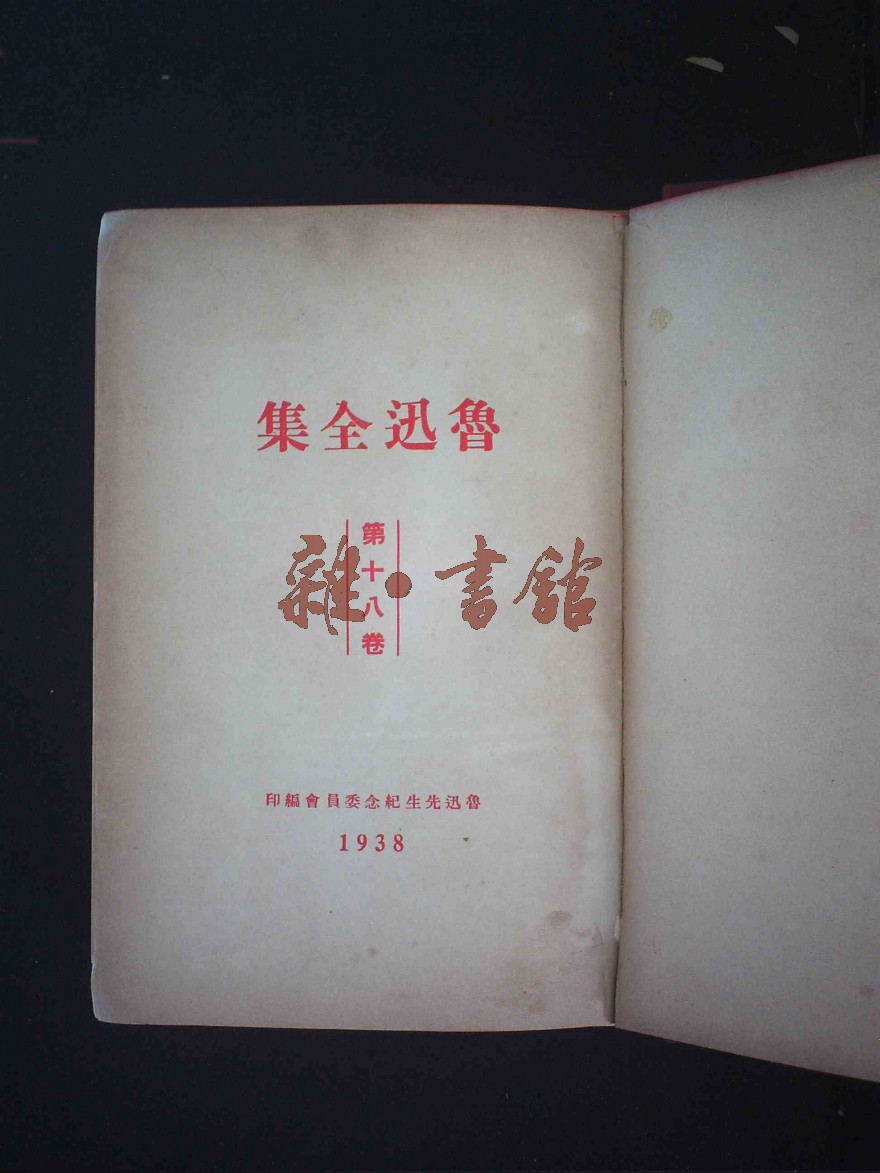 魯迅全集
第十八卷
雜·書館
魯迅先生紀念委員會編印
1938